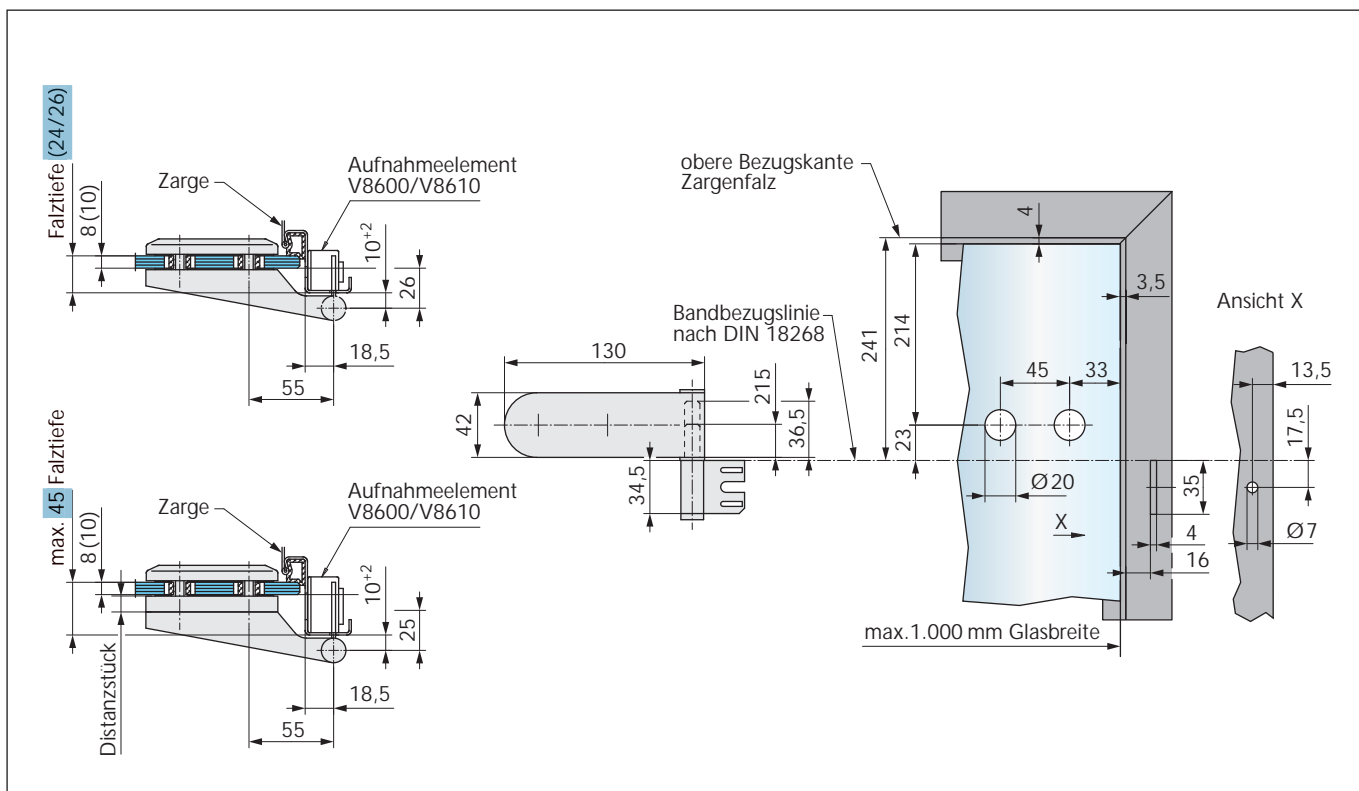 Falztiefe (24/26)
8 (10)
Zarge
Aufnahmeelement
V8600/V8610
10+2
26
18,5
55
max. 45 Falztiefe
8 (10)
Zarge
Aufnahmeelement
V8600/V8610
10+2
25
Distanzstück
18,5
55
130
42
215
36,5
34,5
obere Bezugskante
Zargenfalz
Bandbezugslinie
nach DIN 18268
4
241
214
3,5
45
33
23
Ø20
X
35
4
16
max.1.000 mm Glasbreite
Ansicht X
13,5
17,5
Ø7